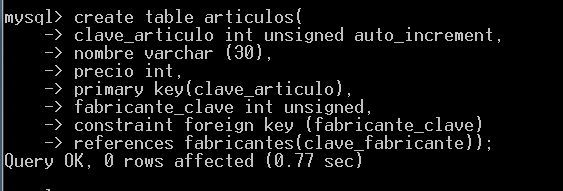 mysql> create table articulos(
    -> clave_articulo int unsigned auto_increment,
    -> nombre varchar (30),
    -> precio int,
    -> primary key(clave_articulo),
    -> fabricante_clave int unsigned,
    -> constraint foreign key (fabricante_clave)
    -> references fabricantes(clave_fabricante));
Query OK, 0 rows affected (0.77 sec)